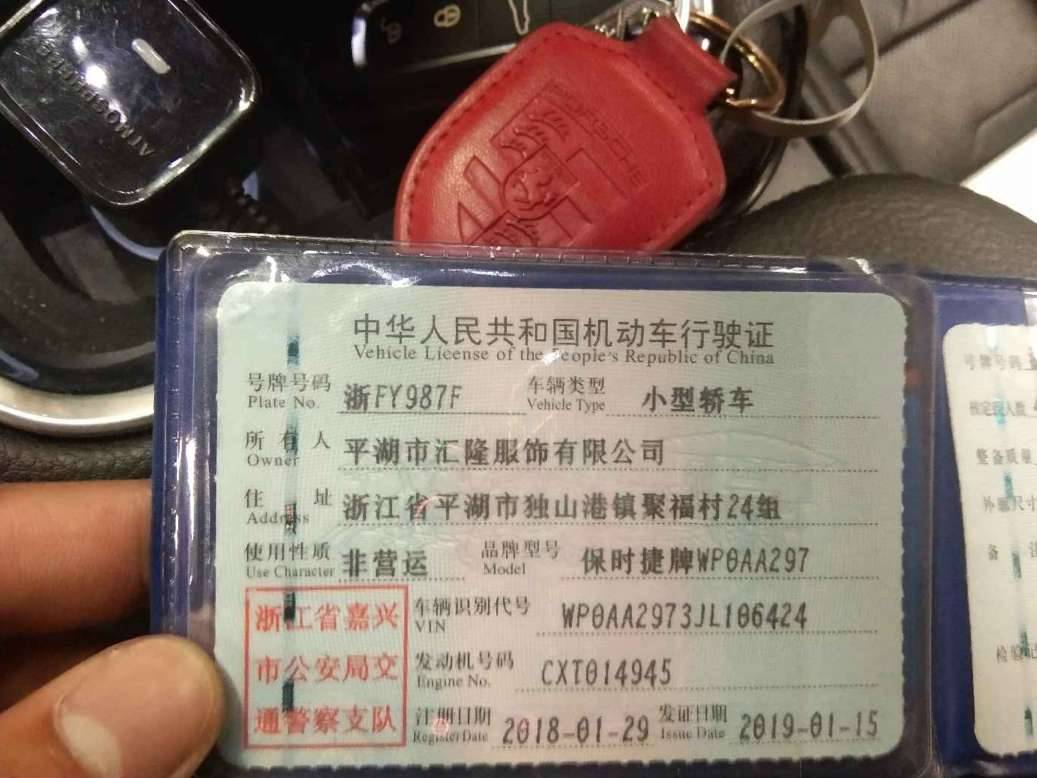 PORSCHE
中华人民共和国机动车行驶证
Vehicle License of the People's Republic of China
号牌号码 浙FY987F 车辆类型 小型轿车
Plate No. Vehicle Type
所有人 平湖市汇隆服饰有限公司
Owner
住址 浙江省平湖市独山港镇聚福村24组
Address
使用性质 非营运 品牌型号 保时捷牌WP0AA297
Use Character Model
浙江省嘉兴
市公安局交
通警察支队
车辆识别代号 WP0AA2973JL106424
VIN
发动机号码 CXT014945
Engine No.
注册日期 2018-01-29 发证日期 2019-01-15
Register Date Issue Date
号牌号码
核定载人数
整备质量
外廓尺寸
备
检验记